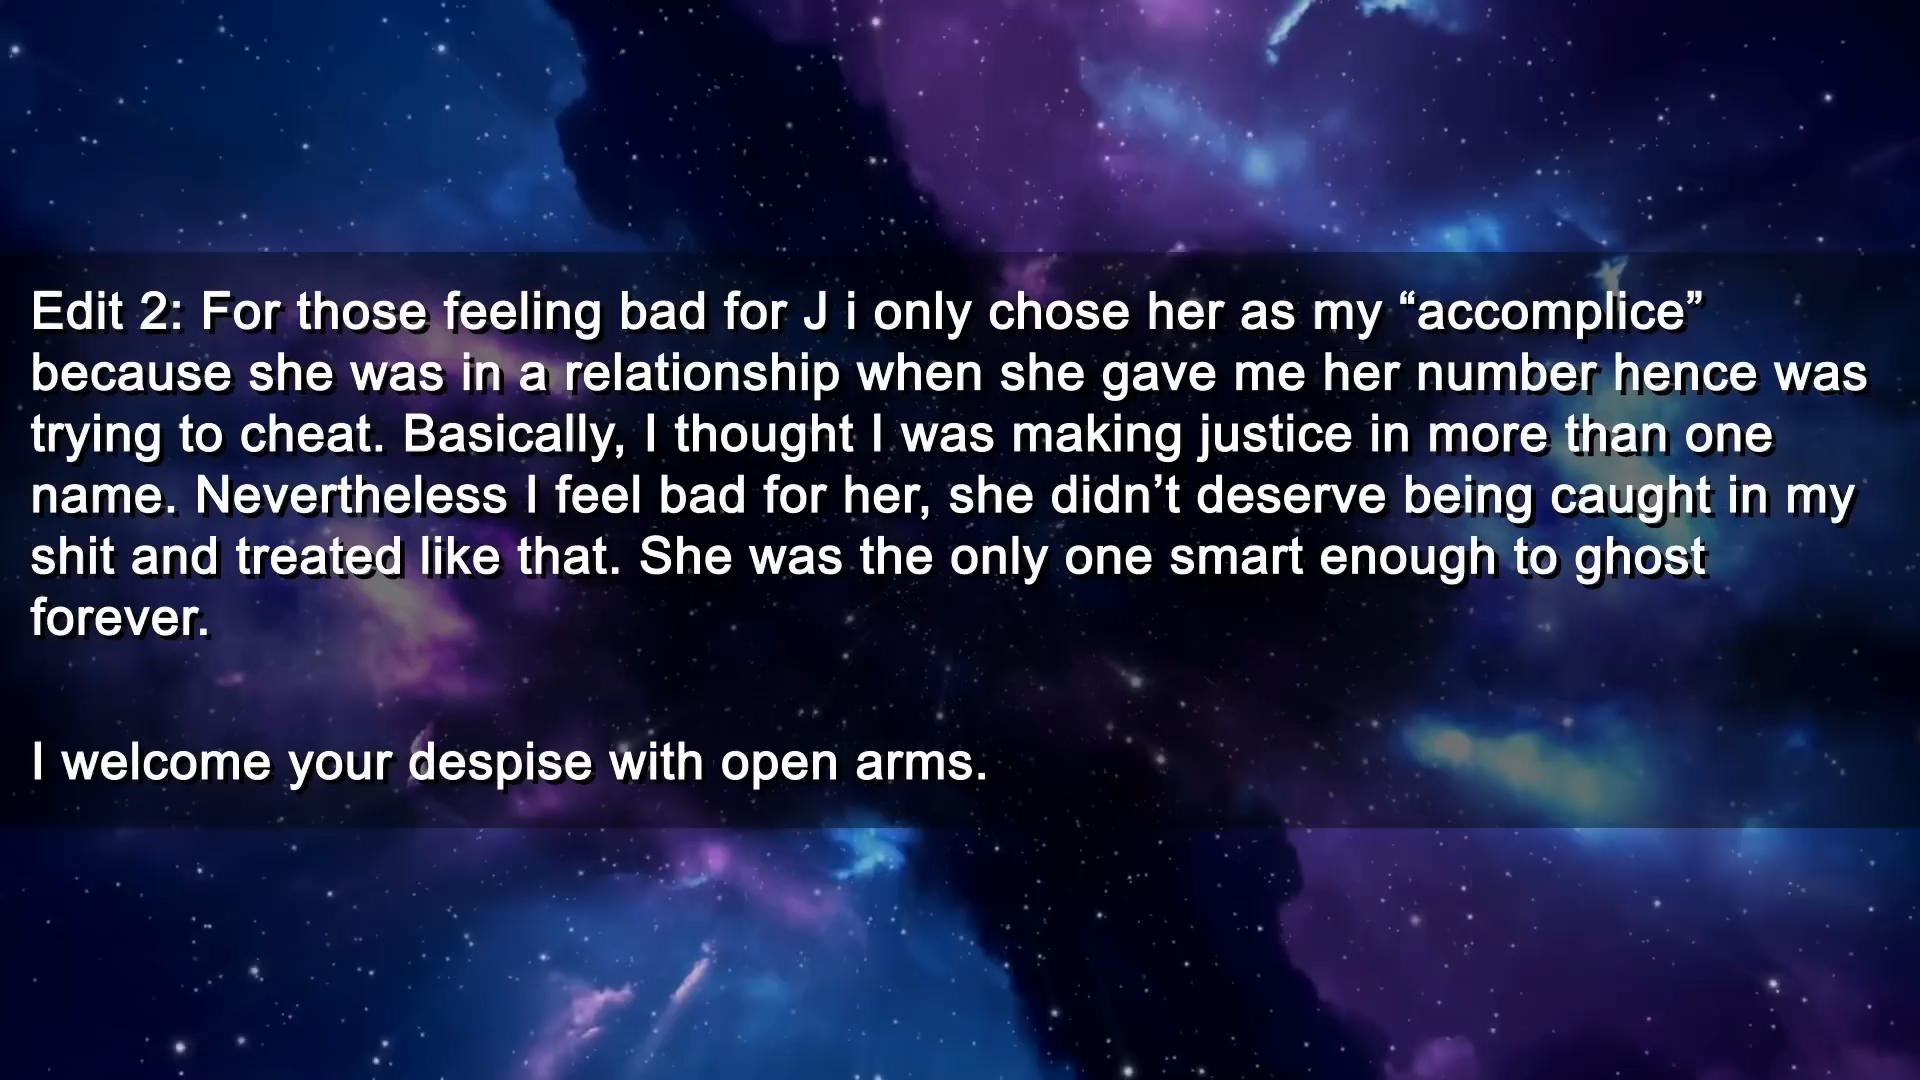 Edit 2: For those feeling bad for J i only chose her as my “accomplice”
because she was in a relationship when she gave me her number hence was
trying to cheat. Basically, I thought I was making justice in more than one
name. Nevertheless I feel bad for her, she didn’t deserve being caught in my
shit and treated like that. She was the only one smart enough to ghost
forever.
I welcome your despise with open arms.